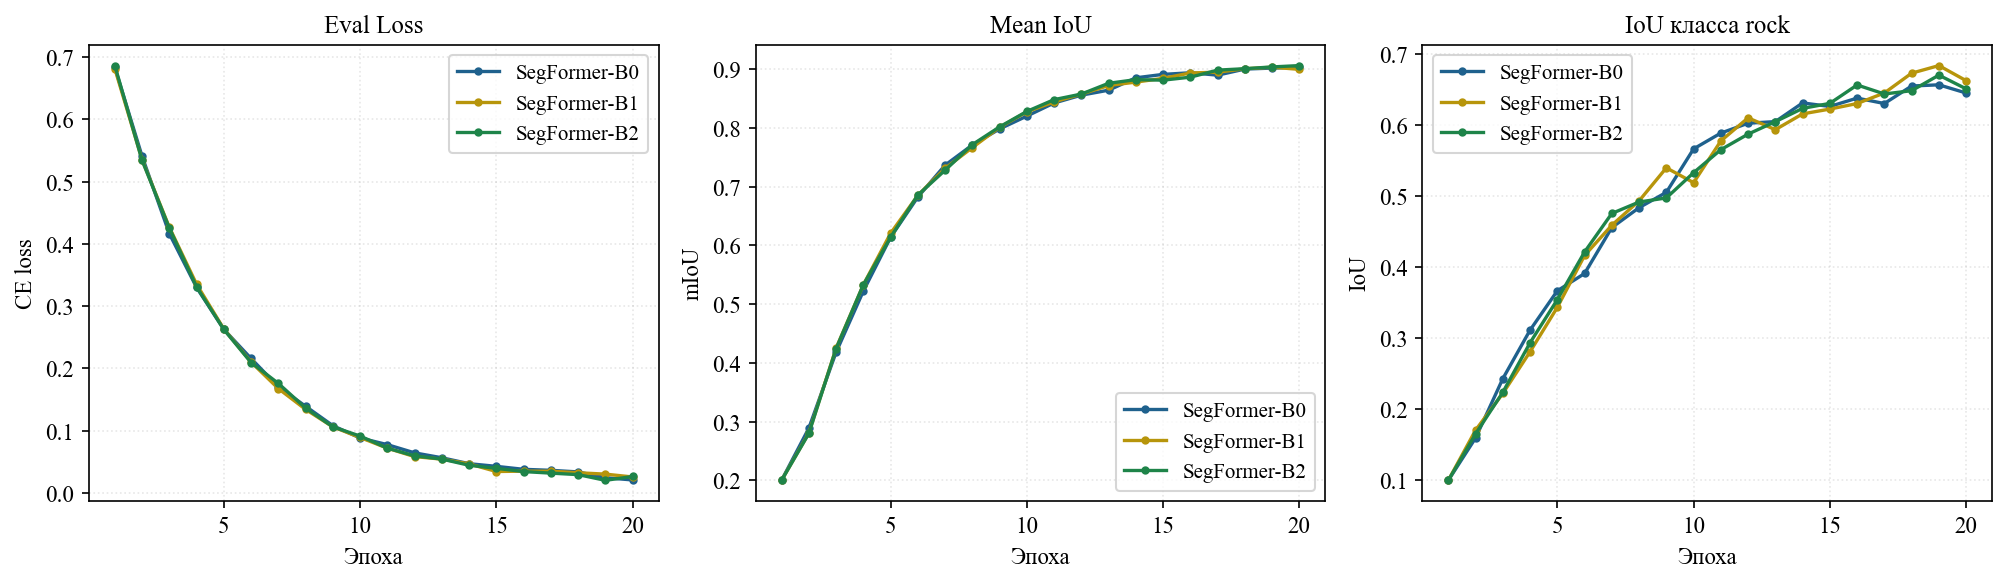 Eval Loss
CE loss
0.7
0.6
0.5
0.4
0.3
0.2
0.1
0.0
SegFormer-B0
SegFormer-B1
SegFormer-B2
5 10 15 20
Эпоха
Mean IoU
mIoU
0.9
0.8
0.7
0.6
0.5
0.4
0.3
0.2
SegFormer-B0
SegFormer-B1
SegFormer-B2
5 10 15 20
Эпоха
IoU класса rock
IoU
0.7
0.6
0.5
0.4
0.3
0.2
0.1
SegFormer-B0
SegFormer-B1
SegFormer-B2
5 10 15 20
Эпоха